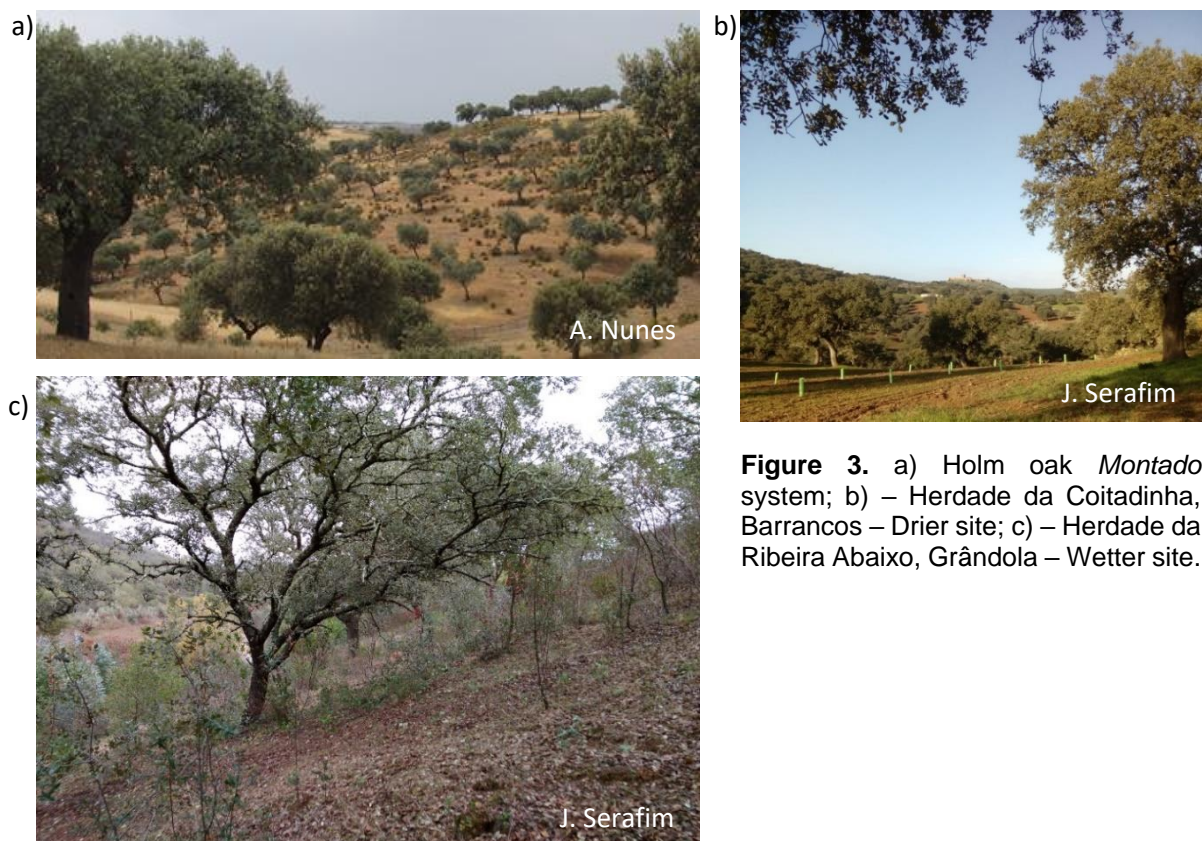 a)
A. Nunes
b)
J. Serafim
c)
J. Serafim
Figure 3. a) Holm oak Montado
system; b) – Herdade da Coitadinha,
Barrancos – Drier site; c) – Herdade da
Ribeira Abaixo, Grândola – Wetter site.